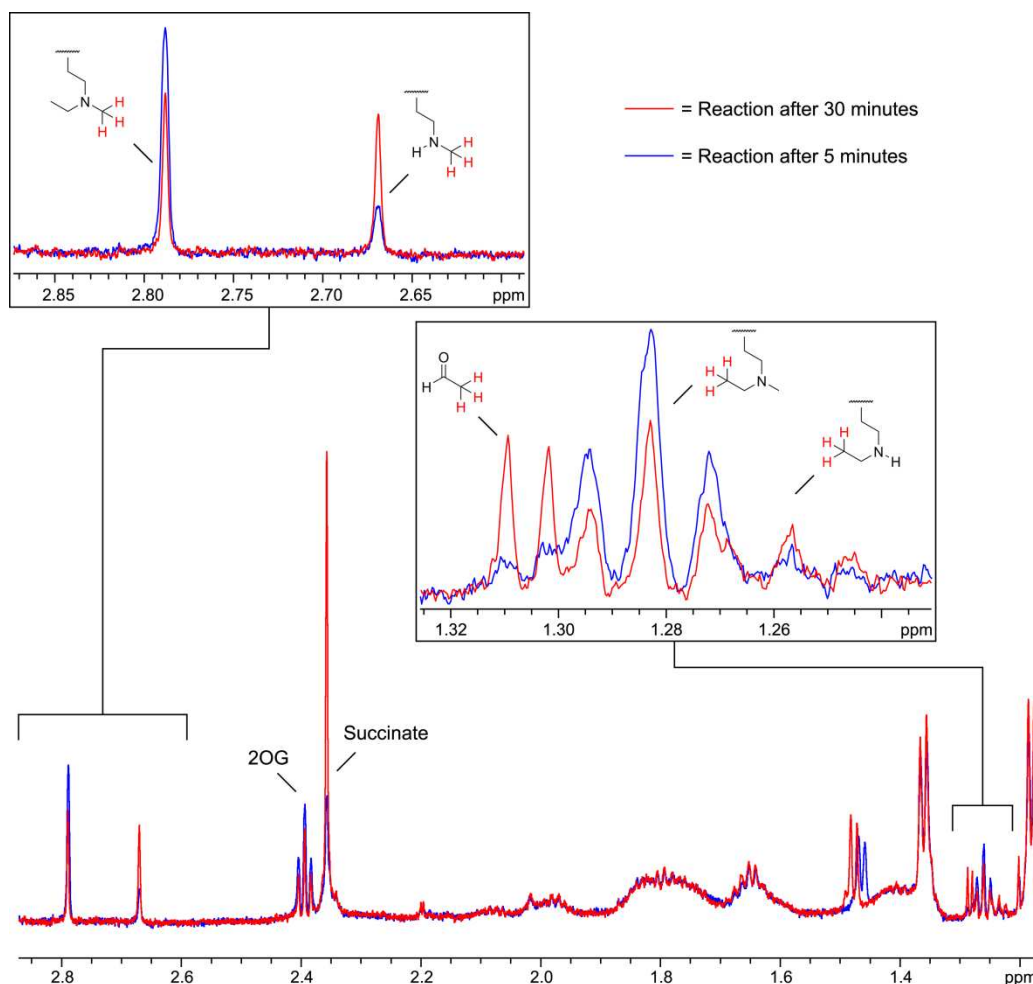 H
N
H
H
H
N
H
H
H
= Reaction after 30 minutes
= Reaction after 5 minutes
2.85 2.80 2.75 2.70 2.65 ppm
O
H
H
H
H
H
H
H
N
H
H
H
N
H
1.32 1.30 1.28 1.26 ppm
2OG
Succinate
2.8 2.6 2.4 2.2 2.0 1.8 1.6 1.4 ppm